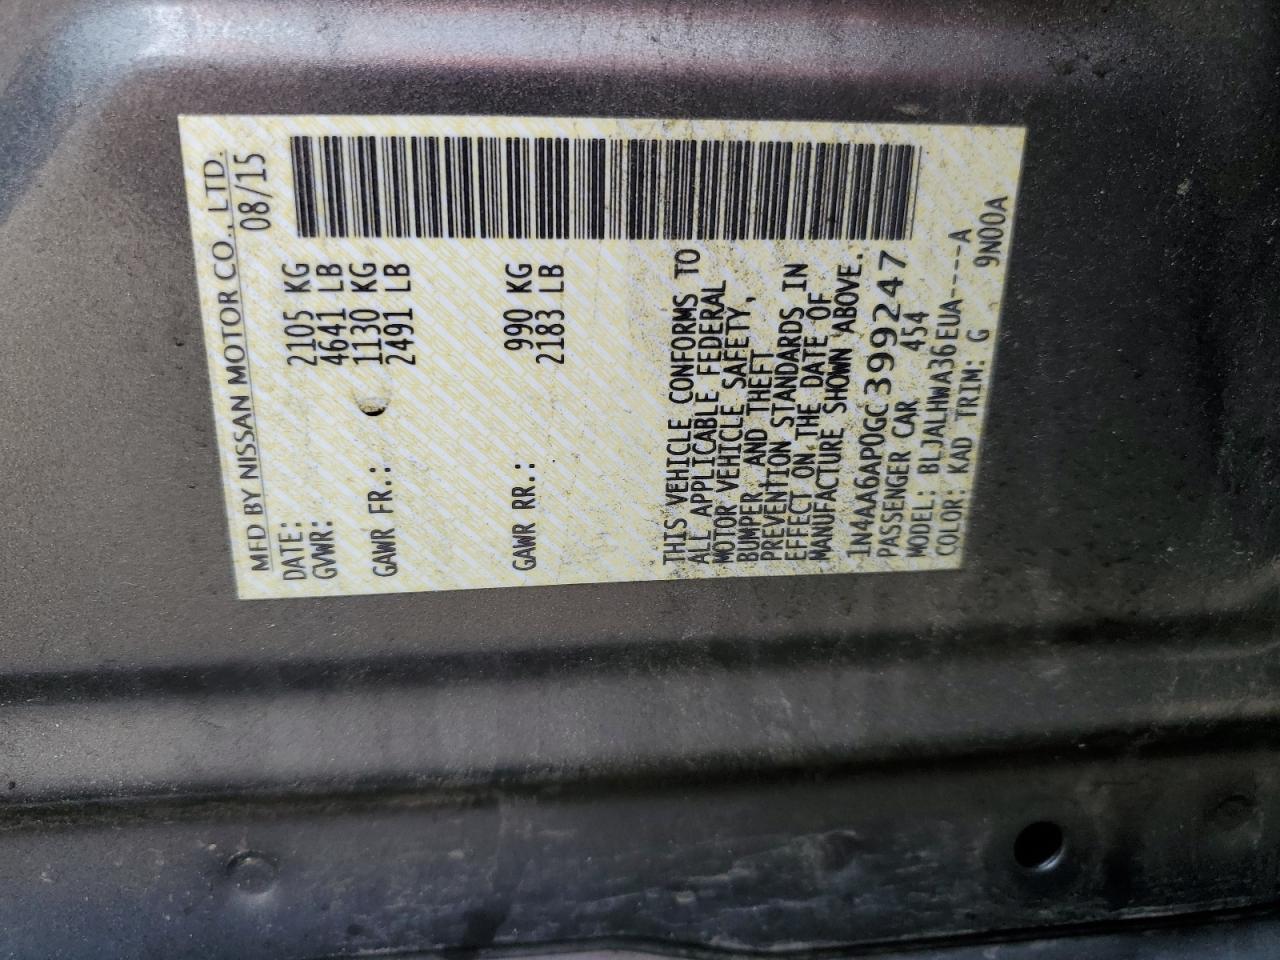 MFD BY NISSAN MOTOR CO., LTD.
DATE: 08/15
GVWR: 2105 KG
4641 LB
GAWR FR.: 1130 KG
2491 LB
GAWR RR.: 990 KG
2183 LB
THIS VEHICLE CONFORMS TO
ALL APPLICABLE FEDERAL
MOTOR VEHICLE SAFETY,
BUMPER, AND THEFT
PREVENTION STANDARDS IN
EFFECT ON THE DATE OF
MANUFACTURE SHOWN ABOVE.
1N4AA6AP0GC399247
PASSENGER CAR 454
MODEL: BLJALHWA36EUA----A
COLOR: KAD TRIM: G 9N00A